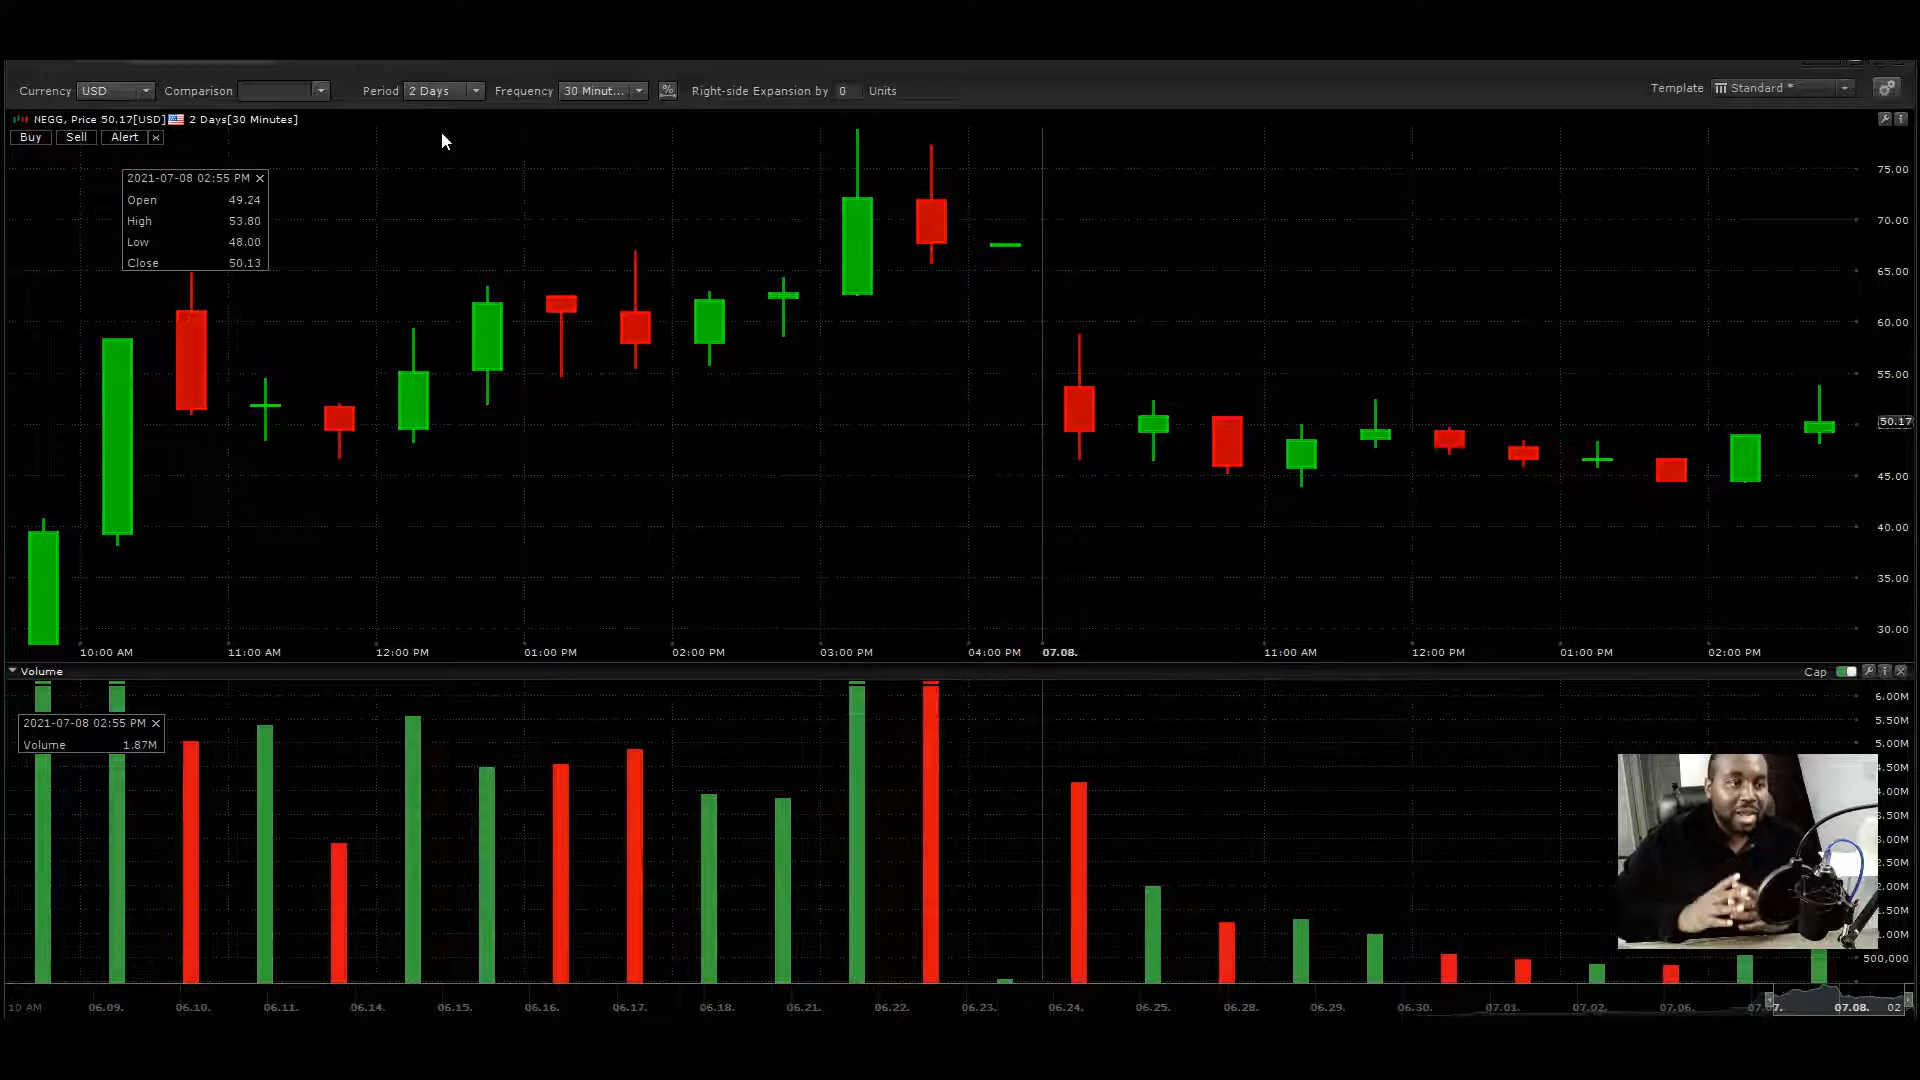 Currency USD Comparison Period 2 Days Frequency 30 Minut... % Right-side Expansion by 0 Units Template Standard *
NEGG, Price 50.17[USD] 2 Days[30 Minutes]
Buy Sell Alert ×
2021-07-08 02:55 PM ×
Open 49.24
High 53.80
Low 48.00
Close 50.13
75.00
70.00
65.00
60.00
55.00
50.17
45.00
40.00
35.00
30.00
10:00 AM 11:00 AM 12:00 PM 01:00 PM 02:00 PM 03:00 PM 04:00 PM 07.08. 11:00 AM 12:00 PM 01:00 PM 02:00 PM
Volume Cap
2021-07-08 02:55 PM ×
Volume 1.87M
6.00M
5.50M
5.00M
4.50M
4.00M
3.50M
3.00M
2.50M
2.00M
1.50M
1.00M
500,000
10 AM 06.09. 06.10. 06.11. 06.14. 06.15. 06.16. 06.17. 06.18. 06.21. 06.22. 06.23. 06.24. 06.25. 06.28. 06.29. 06.30. 07.01. 07.02. 07.06. 07.08. 02